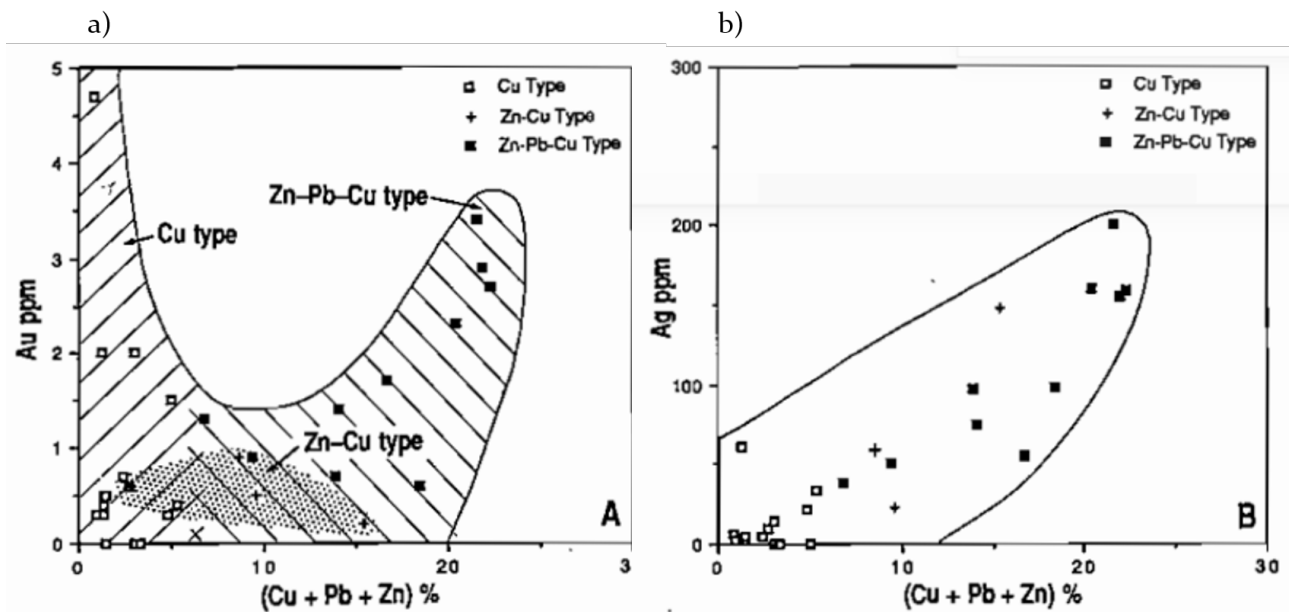 a)
5
4
3
2
1
0
Au ppm
Cu Type
Zn-Cu Type
Zn-Pb-Cu Type
Zn–Pb–Cu type
Cu type
Zn–Cu type
A
0
10
20
3
(Cu + Pb + Zn) %
b)
300
200
100
0
Ag ppm
Cu Type
Zn-Cu Type
Zn-Pb-Cu Type
B
0
10
20
30
(Cu + Pb + Zn) %